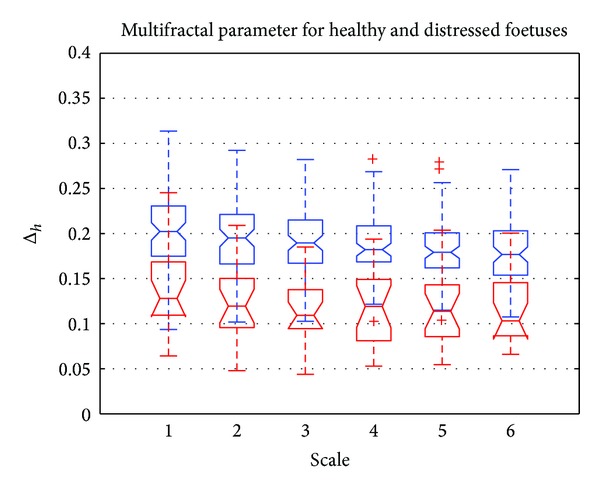 Multifractal parameter for healthy and distressed foetuses
0.4
0.35
0.3
0.25
0.2
0.15
0.1
0.05
0
Δh
1 2 3 4 5 6
Scale